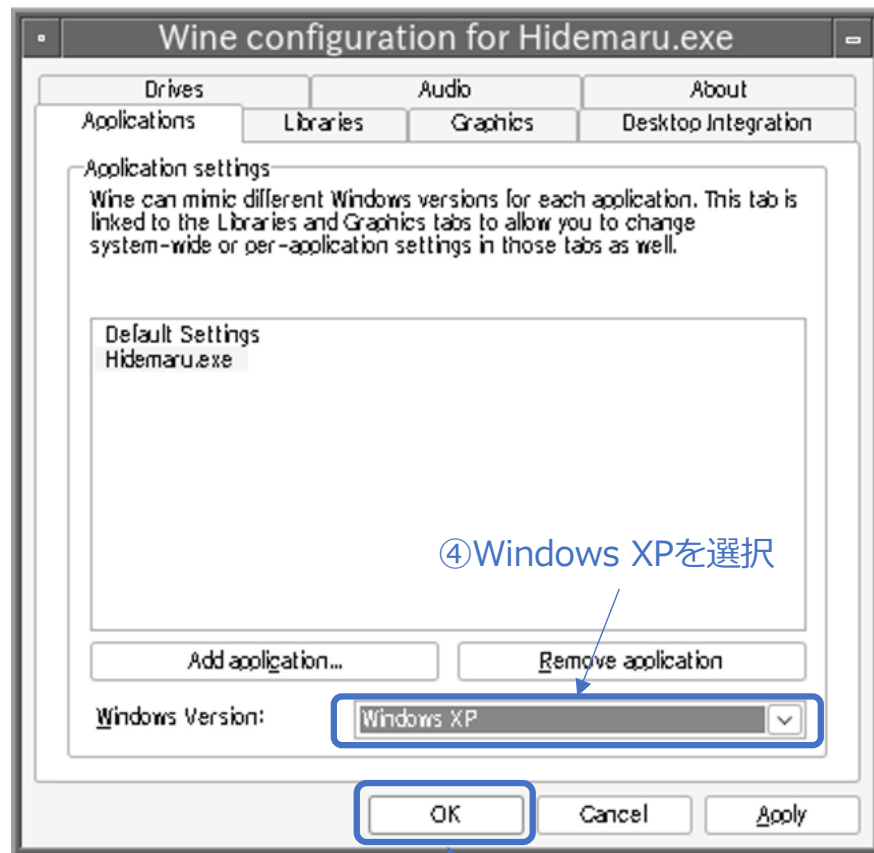 Wine configuration for Hidemaru.exe
Drives Audio About
Applications Libraries Graphics Desktop Integration
Application settings
Wine can mimic different Windows versions for each application. This tab is
linked to the Libraries and Graphics tabs to allow you to change
system-wide or per-application settings in those tabs as well.
Default Settings
Hidemaru.exe
④Windows XPを選択
Add application... Remove application
Windows Version: Windows XP
OK Cancel Apply